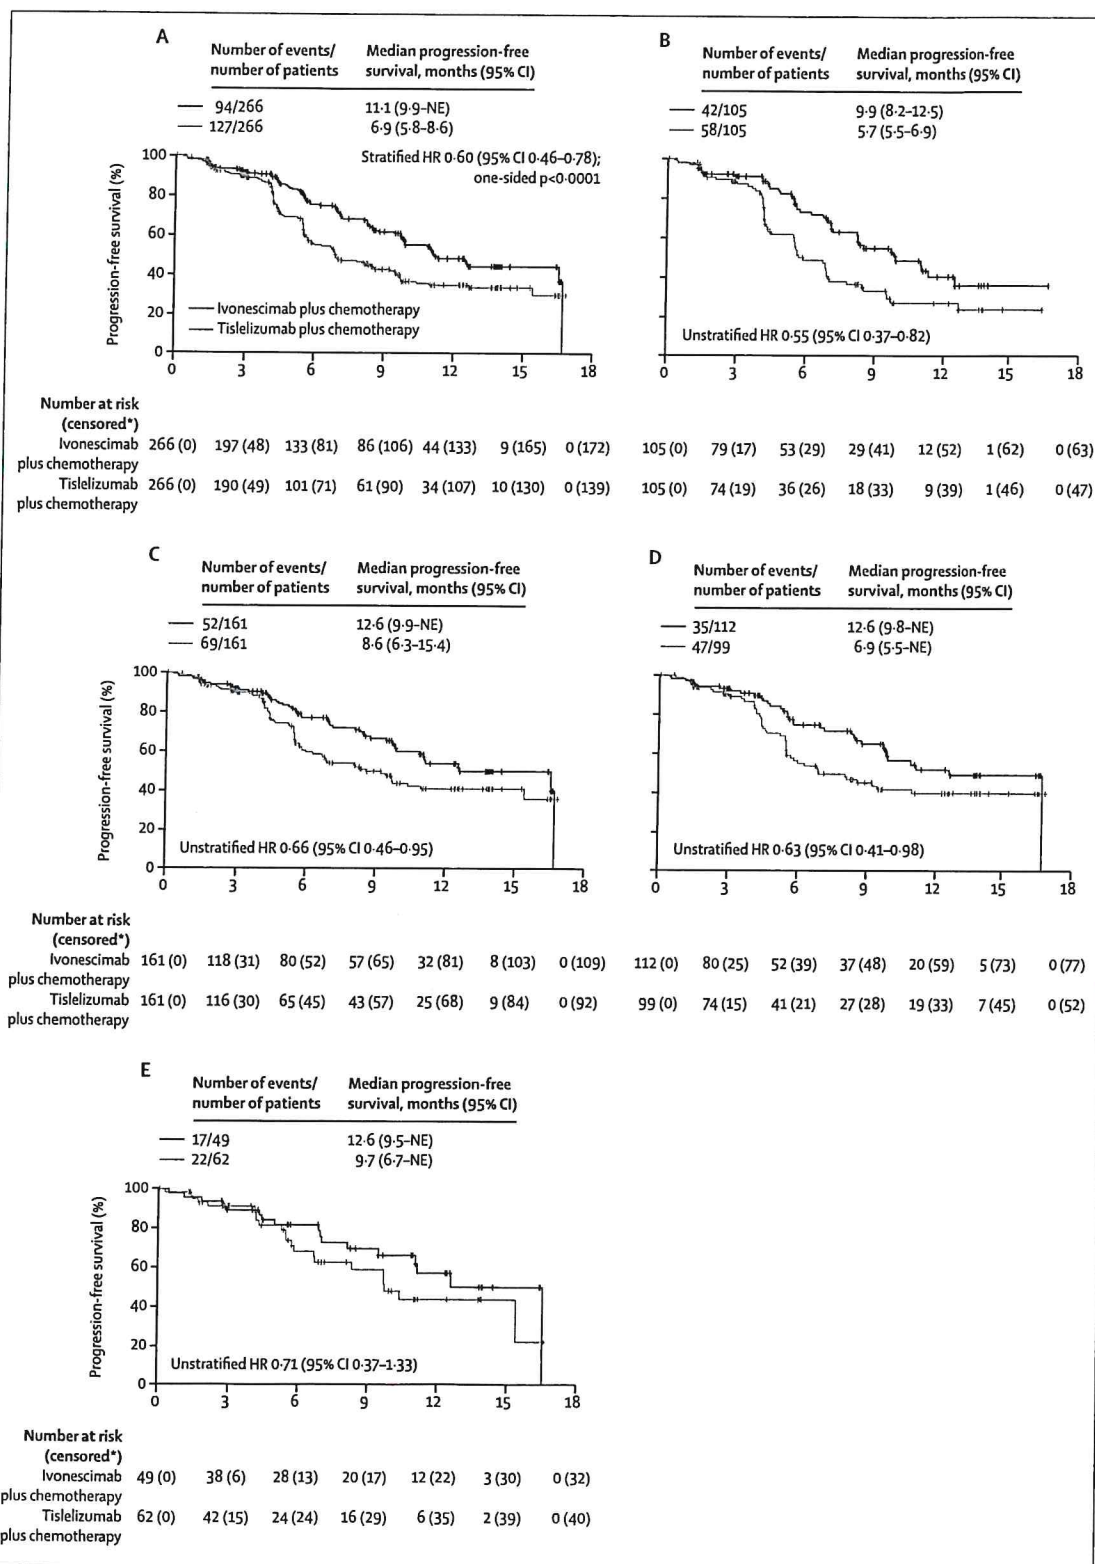 A
Number of events/ number of patients
Median progression-free survival, months (95% CI)
94/266 11·1 (9·9–NE)
127/266 6·9 (5·8–8·6)
Stratified HR 0·60 (95% CI 0·46–0·78);
one-sided p<0·0001
Progression-free survival (%)
100
80
60
40
20
0
Ivonescimab plus chemotherapy
Tislelizumab plus chemotherapy
0 3 6 9 12 15 18
B
Number of events/ number of patients
Median progression-free survival, months (95% CI)
42/105 9·9 (8·2–12·5)
58/105 5·7 (5·5–6·9)
Unstratified HR 0·55 (95% CI 0·37–0·82)
0 3 6 9 12 15 18
Number at risk
(censored*)
Ivonescimab plus chemotherapy 266 (0) 197 (48) 133 (81) 86 (106) 44 (133) 9 (165) 0 (172) 105 (0) 79 (17) 53 (29) 29 (41) 12 (52) 1 (62) 0 (63)
Tislelizumab plus chemotherapy 266 (0) 190 (49) 101 (71) 61 (90) 34 (107) 10 (130) 0 (139) 105 (0) 74 (19) 36 (26) 18 (33) 9 (39) 1 (46) 0 (47)
C
Number of events/ number of patients
Median progression-free survival, months (95% CI)
52/161 12·6 (9·9–NE)
69/161 8·6 (6·3–15·4)
Progression-free survival (%)
100
80
60
40
20
0
Unstratified HR 0·66 (95% CI 0·46–0·95)
0 3 6 9 12 15 18
D
Number of events/ number of patients
Median progression-free survival, months (95% CI)
35/112 12·6 (9·8–NE)
47/99 6·9 (5·5–NE)
Unstratified HR 0·63 (95% CI 0·41–0·98)
0 3 6 9 12 15 18
Number at risk
(censored*)
Ivonescimab plus chemotherapy 161 (0) 118 (31) 80 (52) 57 (65) 32 (81) 8 (103) 0 (109) 112 (0) 80 (25) 52 (39) 37 (48) 20 (59) 5 (73) 0 (77)
Tislelizumab plus chemotherapy 161 (0) 116 (30) 65 (45) 43 (57) 25 (68) 9 (84) 0 (92) 99 (0) 74 (15) 41 (21) 27 (28) 19 (33) 7 (45) 0 (52)
E
Number of events/ number of patients
Median progression-free survival, months (95% CI)
17/49 12·6 (9·5–NE)
22/62 9·7 (6·7–NE)
Progression-free survival (%)
100
80
60
40
20
0
Unstratified HR 0·71 (95% CI 0·37–1·33)
0 3 6 9 12 15 18
Number at risk
(censored*)
Ivonescimab plus chemotherapy 49 (0) 38 (6) 28 (13) 20 (17) 12 (22) 3 (30) 0 (32)
Tislelizumab plus chemotherapy 62 (0) 42 (15) 24 (24) 16 (29) 6 (35) 2 (39) 0 (40)